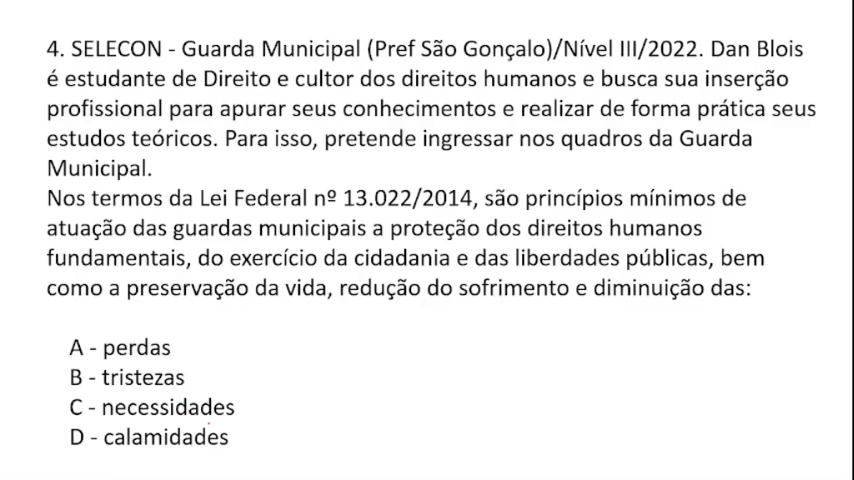 4. SELECON - Guarda Municipal (Pref São Gonçalo)/Nível III/2022. Dan Blois
é estudante de Direito e cultor dos direitos humanos e busca sua inserção
profissional para apurar seus conhecimentos e realizar de forma prática seus
estudos teóricos. Para isso, pretende ingressar nos quadros da Guarda
Municipal.
Nos termos da Lei Federal nº 13.022/2014, são princípios mínimos de
atuação das guardas municipais a proteção dos direitos humanos
fundamentais, do exercício da cidadania e das liberdades públicas, bem
como a preservação da vida, redução do sofrimento e diminuição das:
A - perdas
B - tristezas
C - necessidades
D - calamidades